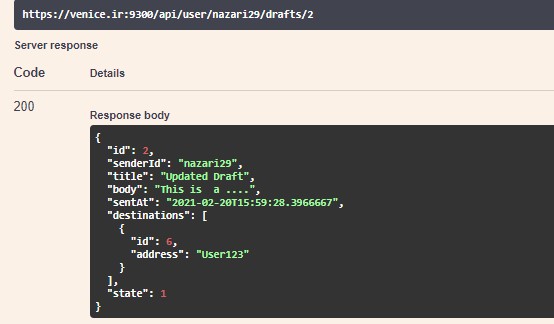 https://venice.ir:9300/api/user/nazari29/drafts/2
Server response
Code Details
200
Response body
{
"id": 2,
"senderId": "nazari29",
"title": "Updated Draft",
"body": "This is  a ....",
"sentAt": "2021-02-20T15:59:28.3966667",
"destinations": [
{
"id": 6,
"address": "User123"
}
],
"state": 1
}